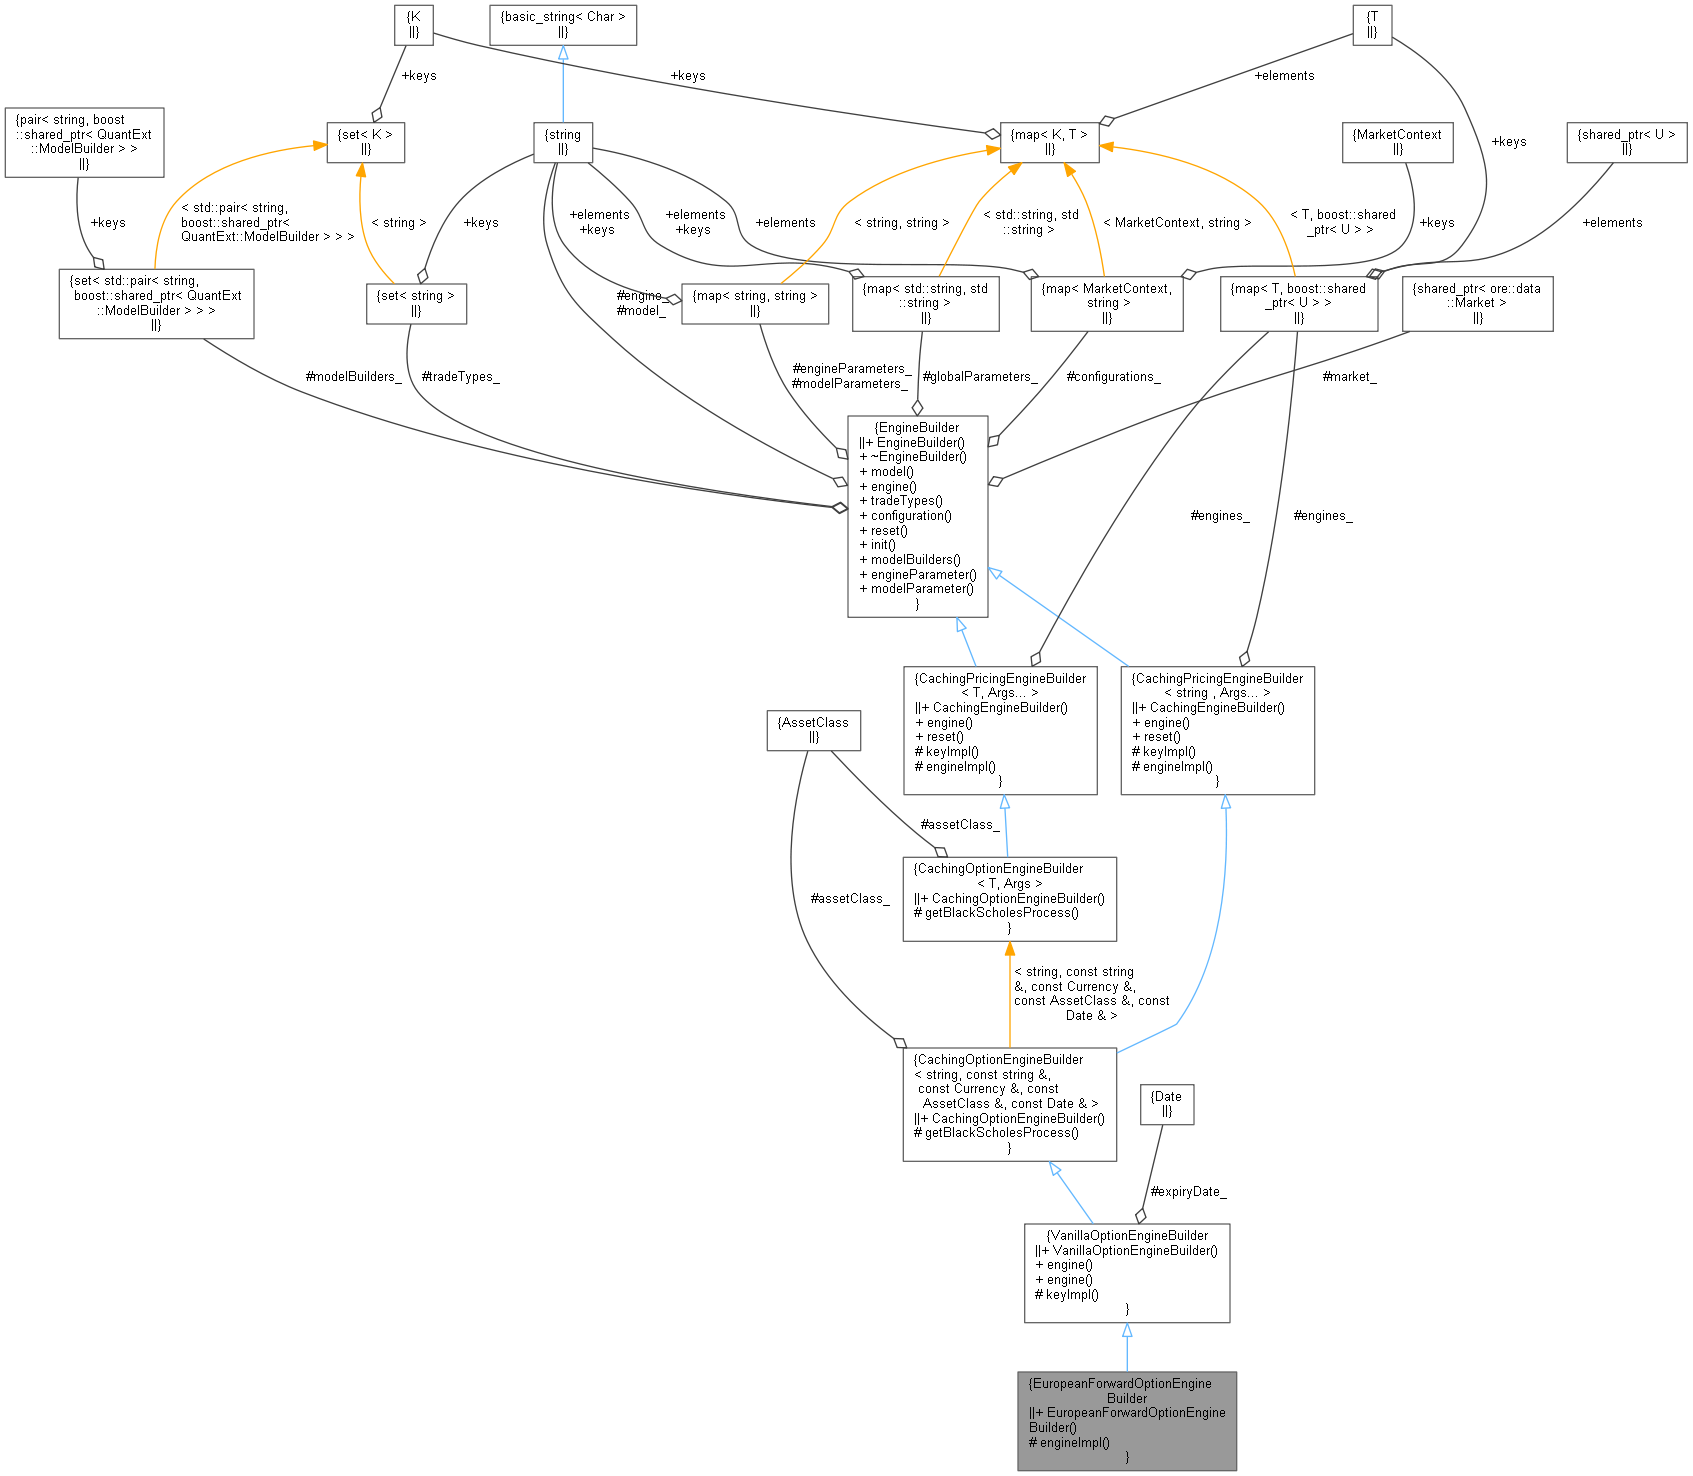 {K
||}
{basic_string< Char >
||}
{T
||}
+keys
+keys
+elements
{pair< string, boost
::shared_ptr< QuantExt
::ModelBuilder > >
||}
{set< K >
||}
{string
||}
{map< K, T >
||}
{MarketContext
||}
{shared_ptr< U >
||}
+keys
+keys
< std::pair< string,
boost::shared_ptr<
QuantExt::ModelBuilder > > >
< string >
+keys
+elements
+keys
+elements
+keys
+elements
< string, string >
< std::string, std
::string >
< MarketContext, string >
< T, boost::shared
_ptr< U > >
+keys
+elements
{set< std::pair< string,
boost::shared_ptr< QuantExt
::ModelBuilder > > >
||}
{set< string >
||}
#engine_
#model_
{map< string, string >
||}
{map< std::string, std
::string >
||}
{map< MarketContext,
string >
||}
{map< T, boost::shared
_ptr< U > >
||}
{shared_ptr< ore::data
::Market >
||}
#modelBuilders_
#tradeTypes_
#engineParameters_
#modelParameters_
#globalParameters_
#configurations_
#market_
{EngineBuilder
||+ EngineBuilder()
+ ~EngineBuilder()
+ model()
+ engine()
+ tradeTypes()
+ configuration()
+ reset()
+ init()
+ modelBuilders()
+ engineParameter()
+ modelParameter()
}
#engines_
#engines_
{CachingPricingEngineBuilder
< T, Args... >
||+ CachingEngineBuilder()
+ engine()
+ reset()
# keyImpl()
# engineImpl()
}
{CachingPricingEngineBuilder
< string , Args... >
||+ CachingEngineBuilder()
+ engine()
+ reset()
# keyImpl()
# engineImpl()
}
{AssetClass
||}
#assetClass_
{CachingOptionEngineBuilder
< T, Args >
||+ CachingOptionEngineBuilder()
# getBlackScholesProcess()
}
#assetClass_
< string, const string
&, const Currency &,
const AssetClass &, const
Date & >
{CachingOptionEngineBuilder
< string, const string &,
const Currency &, const
AssetClass &, const Date & >
||+ CachingOptionEngineBuilder()
# getBlackScholesProcess()
}
{Date
||}
#expiryDate_
{VanillaOptionEngineBuilder
||+ VanillaOptionEngineBuilder()
+ engine()
+ engine()
# keyImpl()
}
{EuropeanForwardOptionEngine
Builder
||+ EuropeanForwardOptionEngine
Builder()
# engineImpl()
}